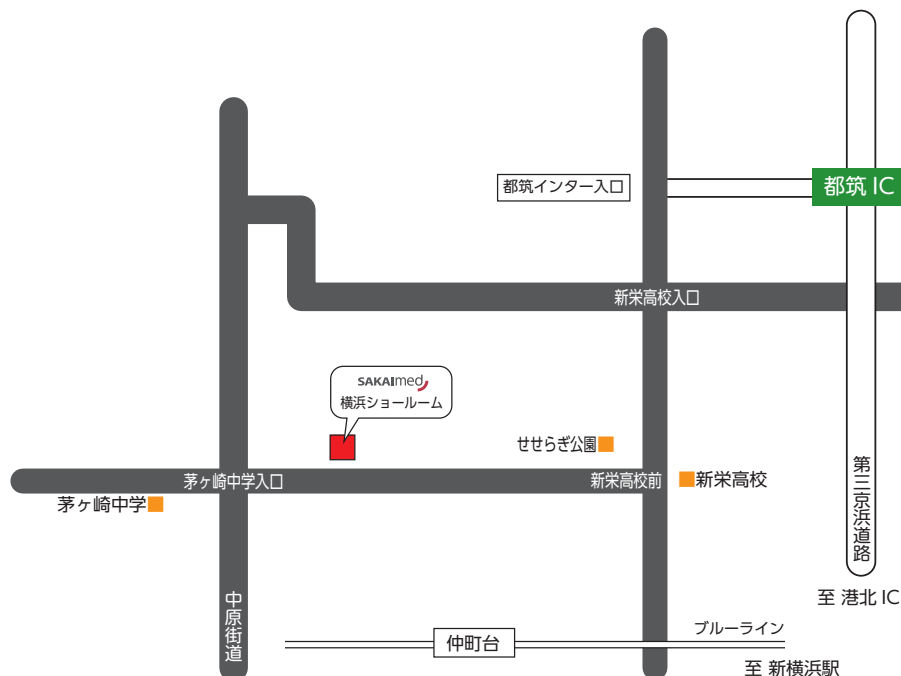 都筑インター入口
都筑 IC
新栄高校入口
SAKAImed
横浜ショールーム
せせらぎ公園
茅ヶ崎中学入口
新栄高校前
新栄高校
茅ヶ崎中学
第三京浜道路
中原街道
至 港北 IC
仲町台
ブルーライン
至 新横浜駅